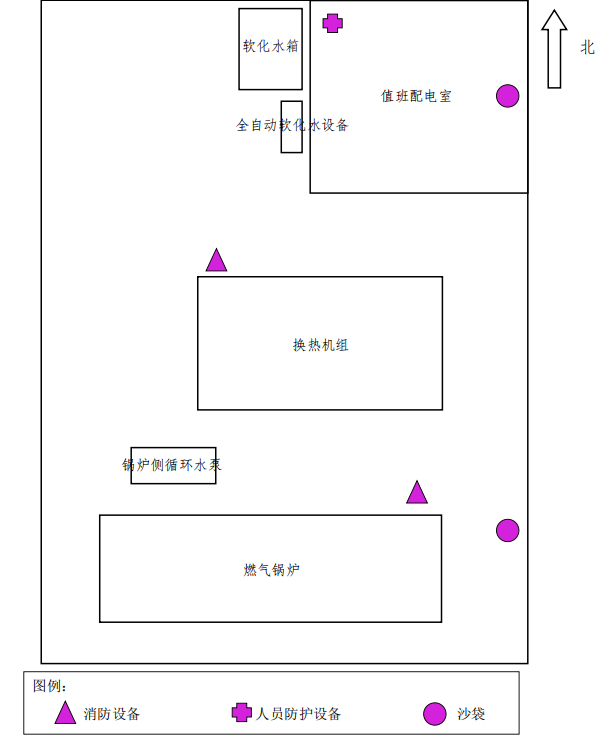 软化水箱
北
值班配电室
全自动软化水设备
换热机组
锅炉侧循环水泵
燃气锅炉
图例：
消防设备
人员防护设备
沙袋